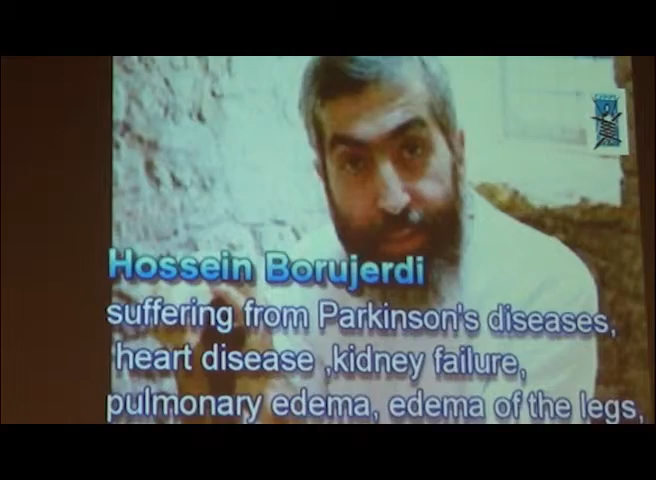 Hossein Borujerdi
suffering from Parkinson's diseases,
heart disease ,kidney failure,
pulmonary edema, edema of the legs,